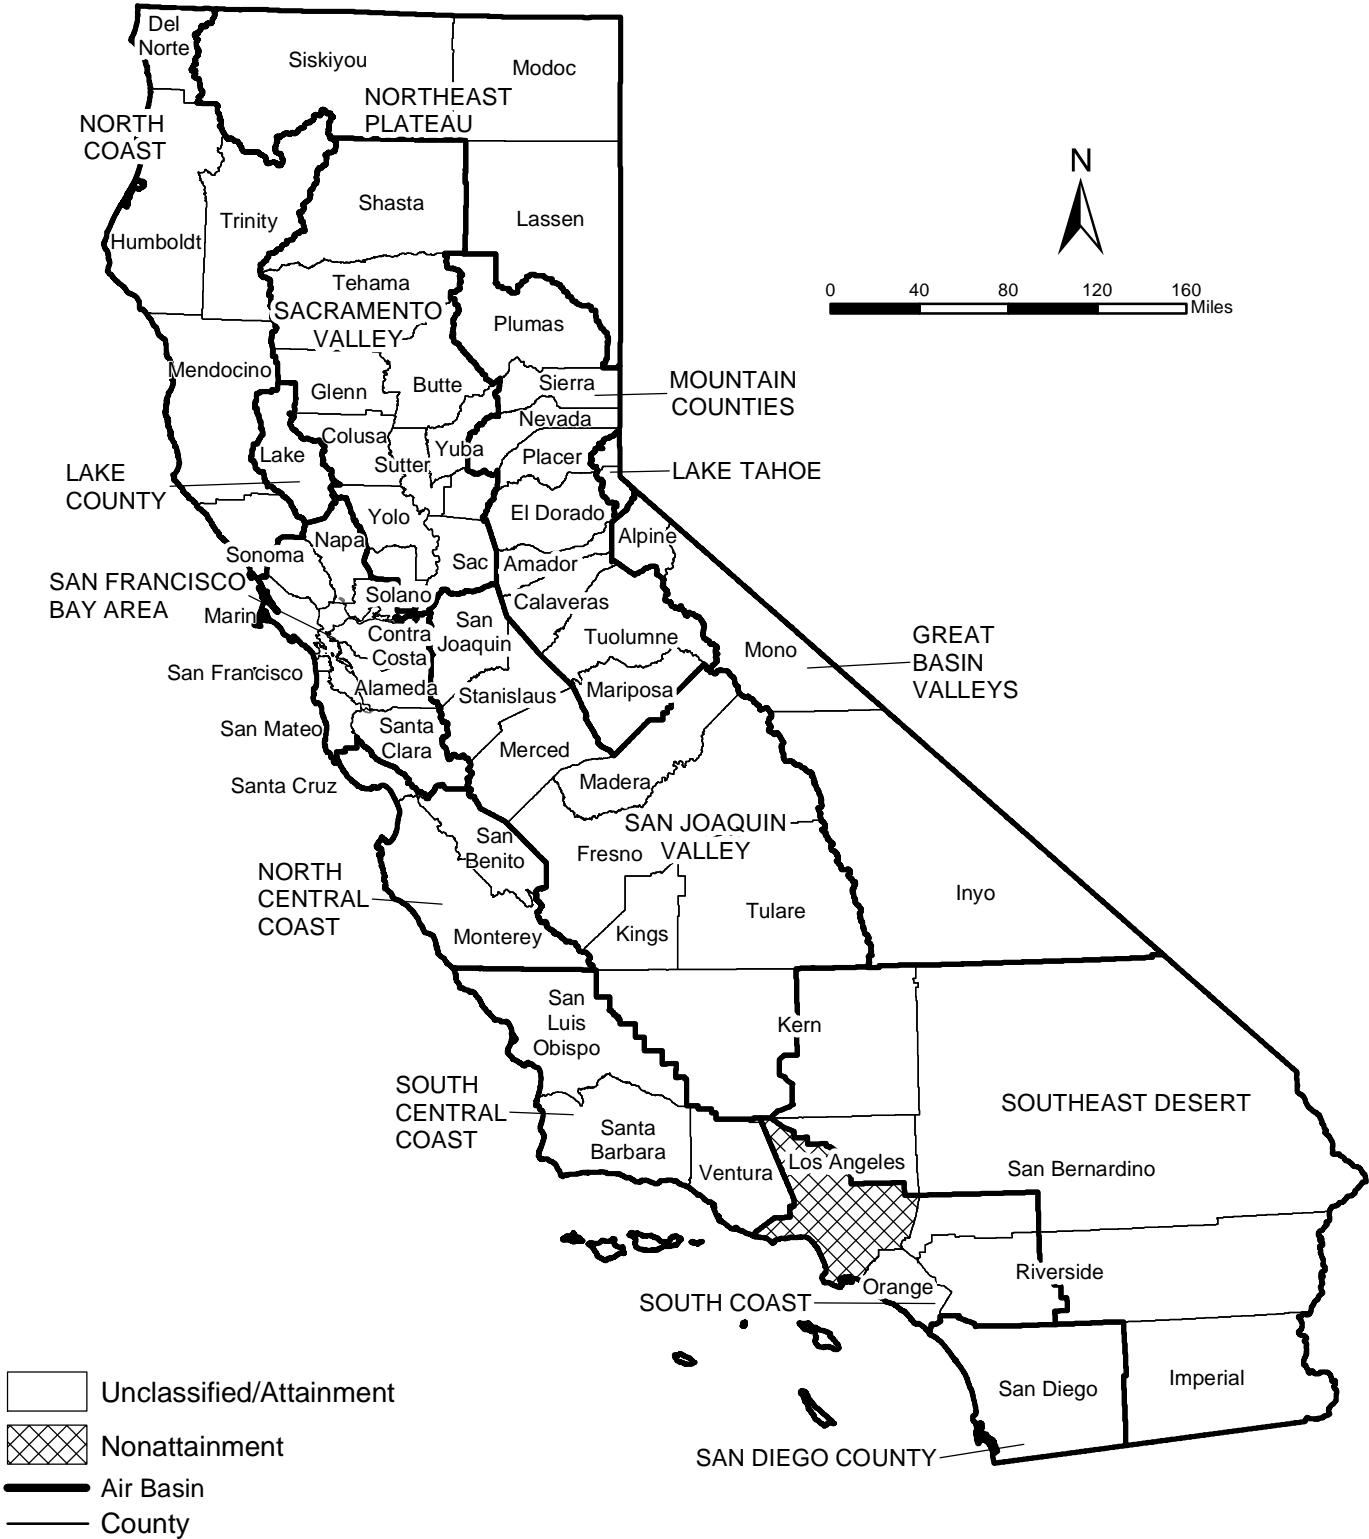 Del
Norte
Siskiyou
Modoc
NORTHEAST
PLATEAU
NORTH
COAST
N
Shasta
Trinity
Lassen
Humboldt
Tehama
0 40 80 120 160
Miles
SACRAMENTO
VALLEY
Plumas
Mendocino
Glenn
Butte
Sierra
MOUNTAIN
COUNTIES
Nevada
Colusa
Yuba
Lake
Sutter
Placer
LAKE TAHOE
LAKE
COUNTY
Yolo
El Dorado
Napa
Alpine
Sonoma
Sac
Amador
SAN FRANCISCO
BAY AREA
Solano
Calaveras
Marin
San
Joaquin
Contra
Costa
Tuolumne
GREAT
BASIN
VALLEYS
Mono
San Francisco
Alameda
Stanislaus
Mariposa
San Mateo
Santa
Clara
Merced
Santa Cruz
Madera
SAN JOAQUIN
VALLEY
San
Benito
Fresno
NORTH
CENTRAL
COAST
Inyo
Tulare
Kings
Monterey
San
Luis
Obispo
Kern
SOUTH
CENTRAL
COAST
SOUTHEAST DESERT
Santa
Barbara
Ventura
Los Angeles
San Bernardino
Riverside
Orange
SOUTH COAST
Imperial
San Diego
SAN DIEGO COUNTY
Unclassified/Attainment
Nonattainment
Air Basin
County